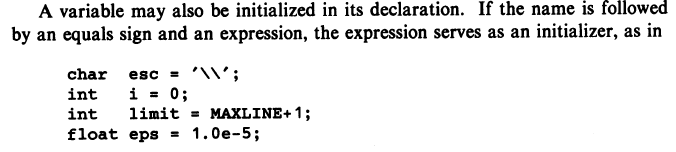 A variable may also be initialized in its declaration. If the name is followed
by an equals sign and an expression, the expression serves as an initializer, as in
char esc = '\\';
int i = 0;
int limit = MAXLINE+1;
float eps = 1.0e-5;